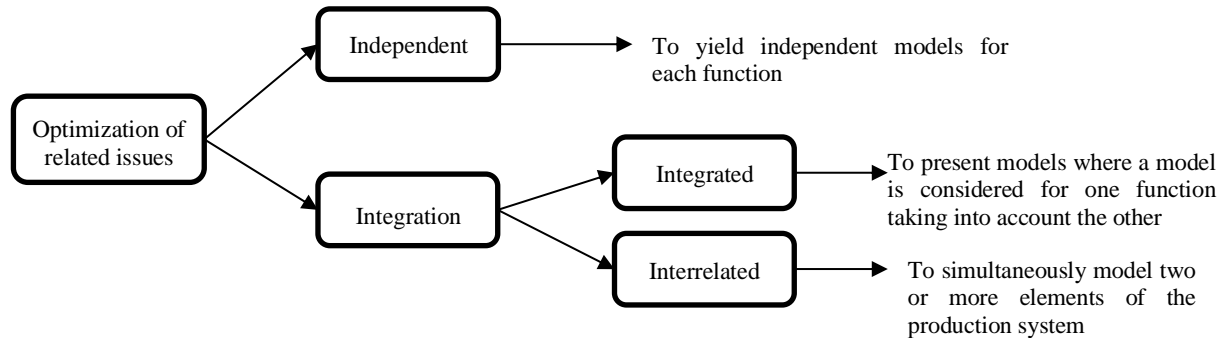 Independent
To yield independent models for
each function
Optimization of
related issues
Integration
Integrated
To present models where a model
is considered for one function
taking into account the other
Interrelated
To simultaneously model two
or more elements of the
production system